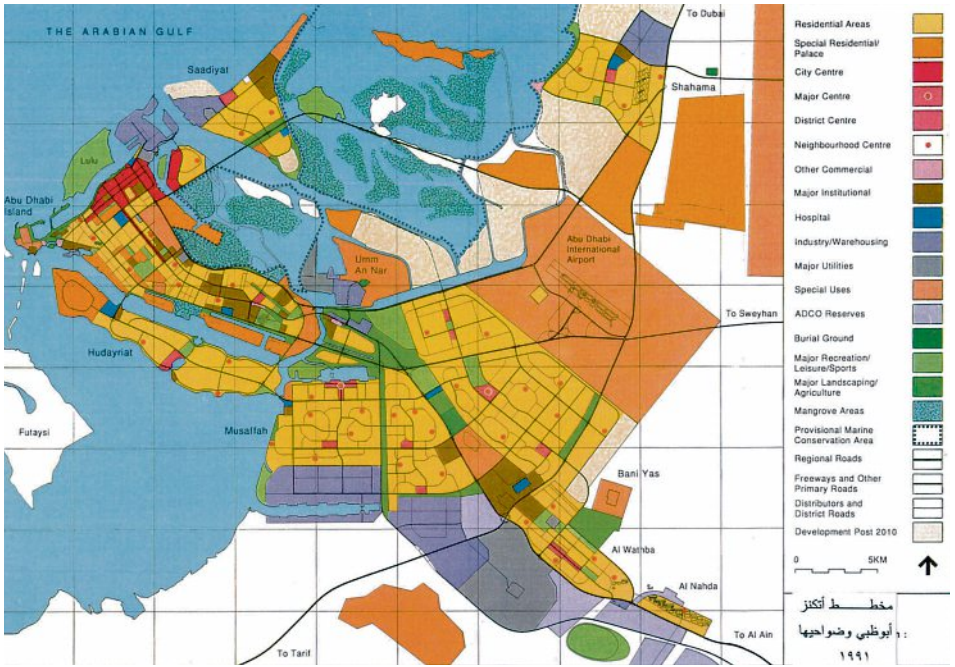 THE ARABIAN GULF
To Dubai
Saadiyat
Shahama
Lulu
Abu Dhabi
Island
Umm
An Nar
Abu Dhabi
International
Airport
To Sweyhan
Hudayriat
Futaysi
Musaffah
Bani Yas
Al Wathba
Al Nahda
To Al Ain
To Tarif
Residential Areas
Special Residential/
Palace
City Centre
Major Centre
District Centre
Neighbourhood Centre
Other Commercial
Major Institutional
Hospital
Industry/Warehousing
Major Utilities
Special Uses
ADCO Reserves
Burial Ground
Major Recreation/
Leisure/Sports
Major Landscaping/
Agriculture
Mangrove Areas
Provisional Marine
Conservation Area
Regional Roads
Freeways and Other
Primary Roads
Distributors and
District Roads
Development Post 2010
0 5KM
مخطط أتكنز
أبوظبي وضواحيها
١٩٩١